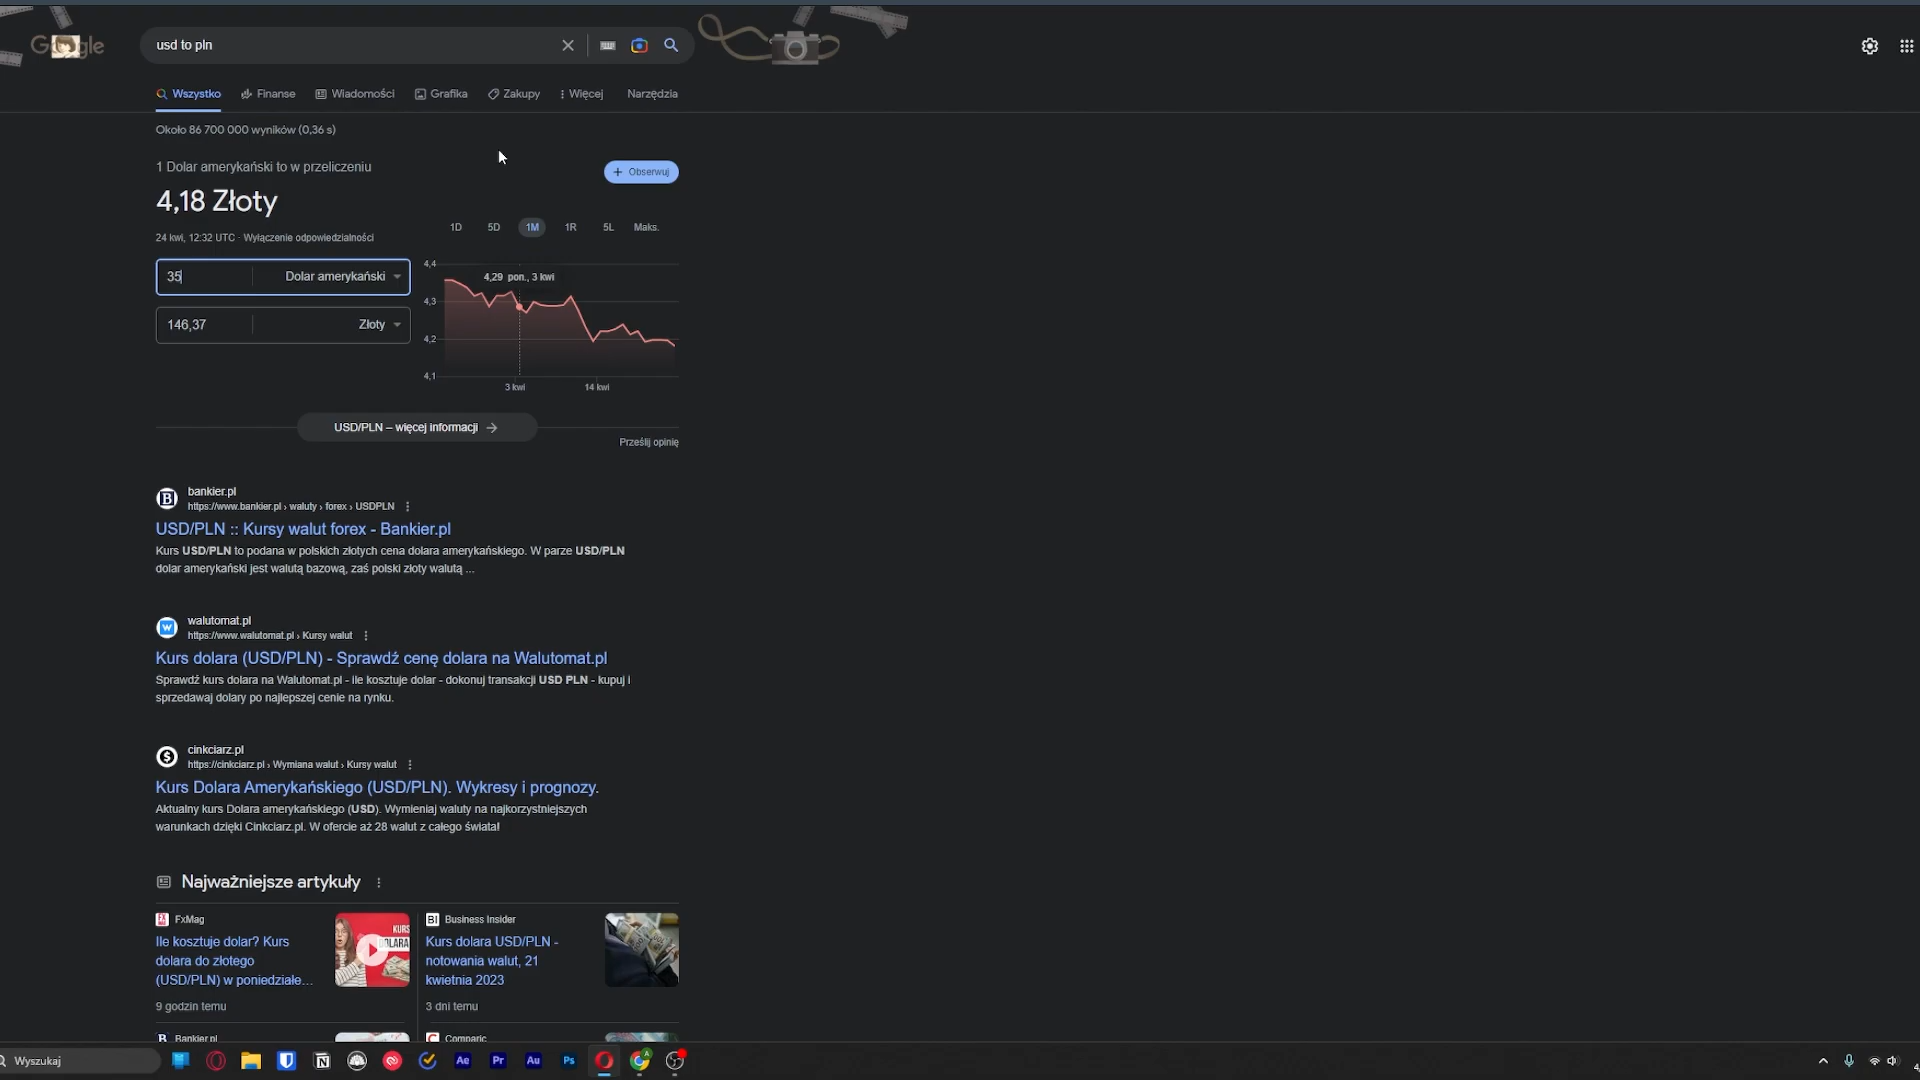 Google
usd to pln
Wszystko
Finanse
Wiadomości
Grafika
Zakupy
Więcej
Narzędzia
Około 86 700 000 wyników (0,36 s)
1 Dolar amerykański to w przeliczeniu
Obserwuj
4,18 Złoty
24 kwi, 12:32 UTC · Wyłączenie odpowiedzialności
1D 5D 1M 1R 5L Maks.
35 Dolar amerykański
146,37 Złoty
4,4
4,29 pon., 3 kwi
4,3
4,2
4,1
3 kwi 14 kwi
USD/PLN – więcej informacji
Prześlij opinię
B
bankier.pl
https://www.bankier.pl › waluty › forex › USDPLN
USD/PLN :: Kursy walut forex - Bankier.pl
Kurs USD/PLN to podana w polskich złotych cena dolara amerykańskiego. W parze USD/PLN
dolar amerykański jest walutą bazową, zaś polski złoty walutą ...
W
walutomat.pl
https://www.walutomat.pl › Kursy walut
Kurs dolara (USD/PLN) - Sprawdź cenę dolara na Walutomat.pl
Sprawdź kurs dolara na Walutomat.pl - ile kosztuje dolar - dokonuj transakcji USD PLN - kupuj i
sprzedawaj dolary po najlepszej cenie na rynku.
$
cinkciarz.pl
https://cinkciarz.pl › Wymiana walut › Kursy walut
Kurs Dolara Amerykańskiego (USD/PLN). Wykresy i prognozy.
Aktualny kurs Dolara amerykańskiego (USD). Wymieniaj waluty na najkorzystniejszych
warunkach dzięki Cinkciarz.pl. W ofercie aż 28 walut z całego świata!
Najważniejsze artykuły
FxMag
Ile kosztuje dolar? Kurs
dolara do złotego
(USD/PLN) w poniedziałe...
9 godzin temu
KURS
DOLARA
BI Business Insider
Kurs dolara USD/PLN -
notowania walut, 21
kwietnia 2023
3 dni temu
B Bankier.pl
C Comparic
Wyszukaj
N
Ae
Pr
Au
Ps
A